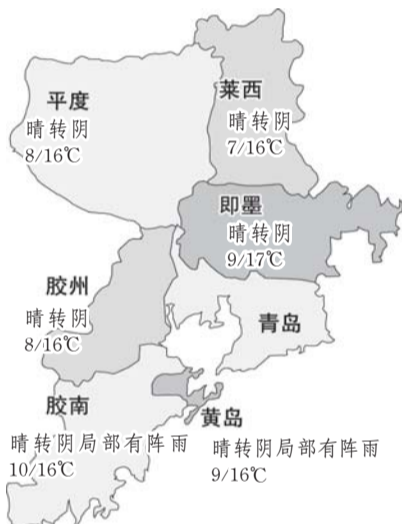 平度
晴转阴
8/16℃
莱西
晴转阴
7/16℃
即墨
晴转阴
9/17℃
胶州
晴转阴
8/16℃
青岛
胶南
晴转阴局部有阵雨
10/16℃
黄岛
晴转阴局部有阵雨
9/16℃